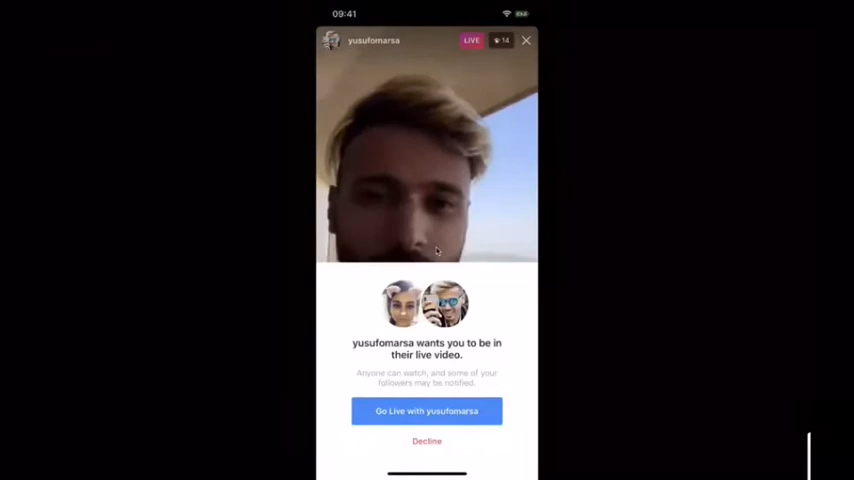 09:41
yusufomarsa
LIVE
14
yusufomarsa wants you to be in
their live video.
Anyone can watch, and some of your
followers may be notified.
Go Live with yusufomarsa
Decline